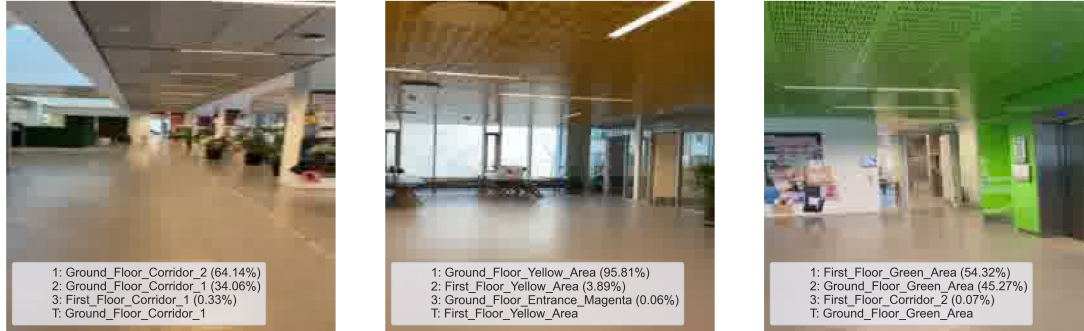 1: Ground_Floor_Corridor_2 (64.14%)
2: Ground_Floor_Corridor_1 (34.06%)
3: First_Floor_Corridor_1 (0.33%)
T: Ground_Floor_Corridor_1
1: Ground_Floor_Yellow_Area (95.81%)
2: First_Floor_Yellow_Area (3.89%)
3: Ground_Floor_Entrance_Magenta (0.06%)
T: First_Floor_Yellow_Area
1: First_Floor_Green_Area (54.32%)
2: Ground_Floor_Green_Area (45.27%)
3: First_Floor_Corridor_2 (0.07%)
T: Ground_Floor_Green_Area